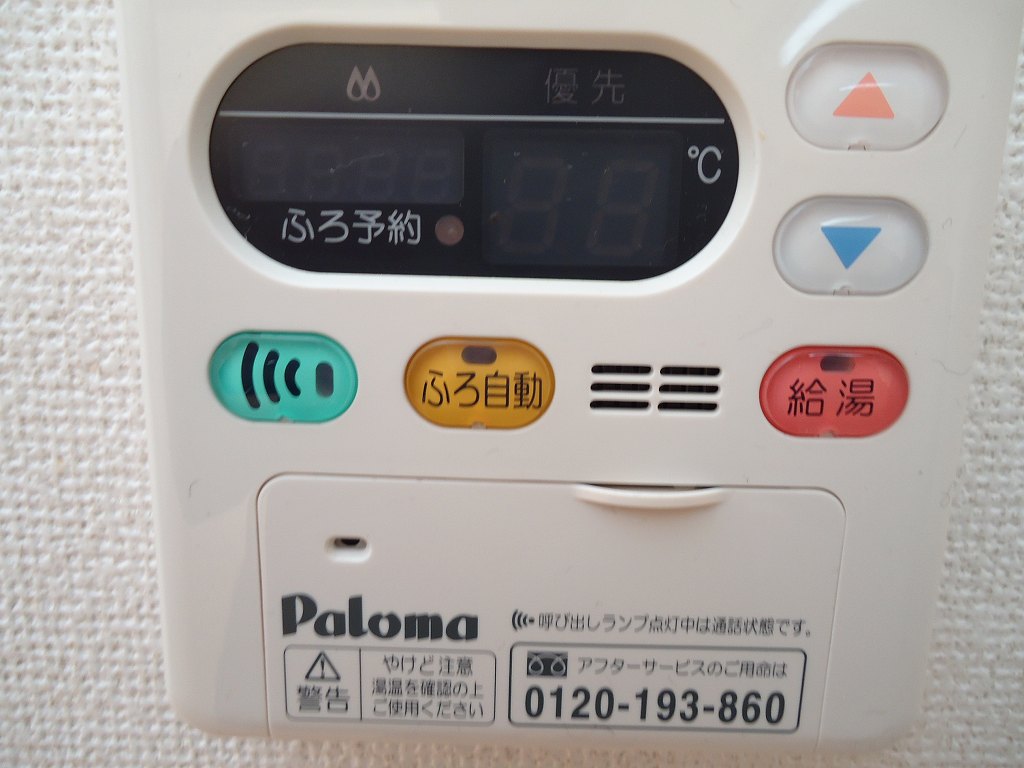 優先
℃
ふろ予約
ふろ自動
給湯
Paloma
呼び出しランプ点灯中は通話状態です。
警告
やけど注意
湯温を確認の上
ご使用ください
アフターサービスのご用命は
0120-193-860